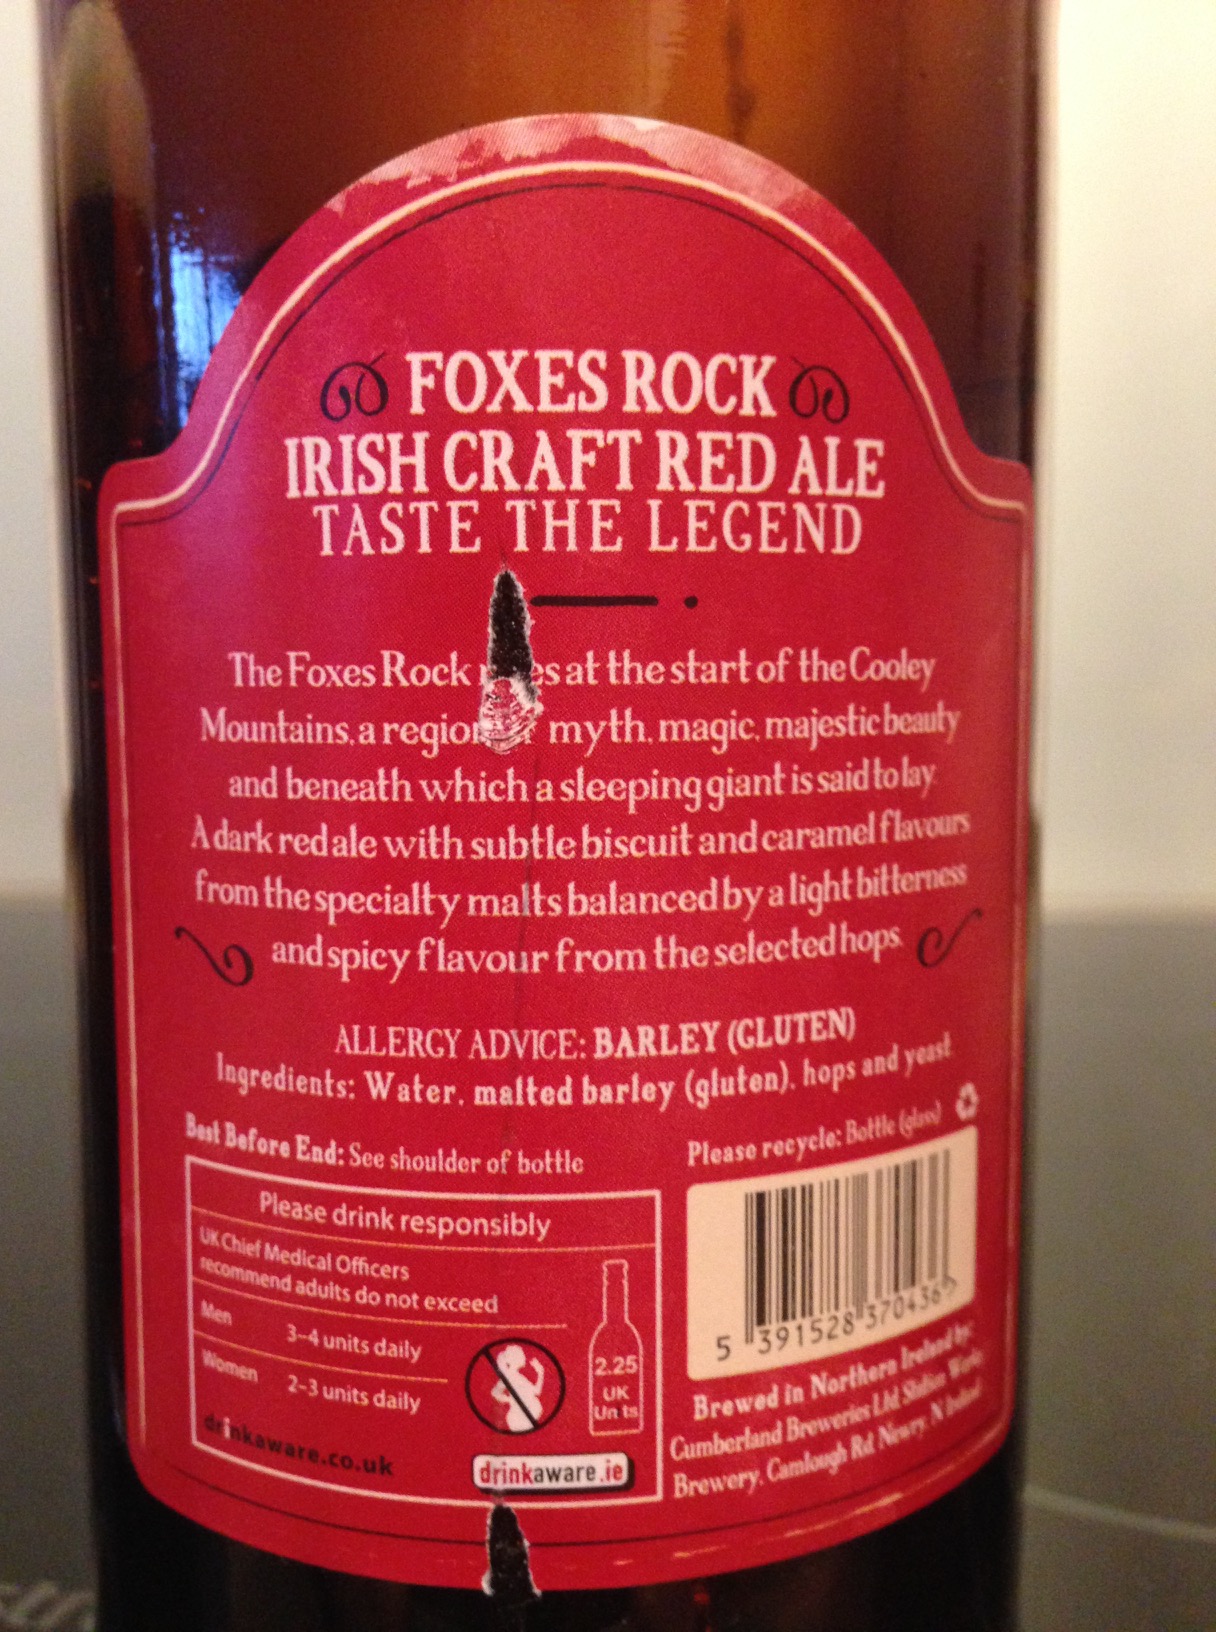 FOXES ROCK
IRISH CRAFT RED ALE
TASTE THE LEGEND
The Foxes Rock at the start of the Cooley
Mountains, a region myth, magic, majestic beauty
and beneath which a sleeping giant is said to lay.
A dark red ale with subtle biscuit and caramel flavours
from the specialty malts balanced by a light bitterness
and spicy flavour from the selected hops.
ALLERGY ADVICE: BARLEY (GLUTEN)
Ingredients: Water, malted barley (gluten), hops and yeast
Best Before End: See shoulder of bottle
Please drink responsibly
UK Chief Medical Officers
recommend adults do not exceed
Men 3-4 units daily
Women 2-3 units daily
drinkaware.co.uk
2.25
UK
Units
drinkaware.ie
Please recycle: Bottle (glass)
5 391528 370436 >
Brewed in Northern Ireland by:
Cumberland Breweries Ltd Station Works
Brewery, Camlough Rd. Newry, N Ireland